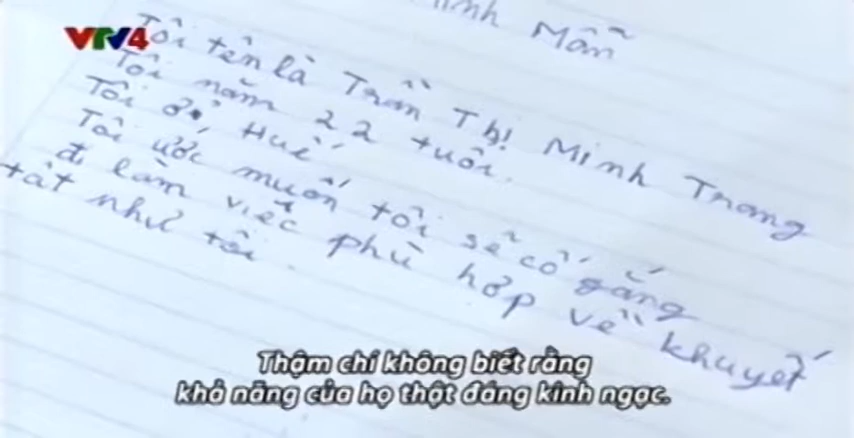 inh Mẫn
VTV4
Tôi tên là Trần Thị Minh Trang
Tôi năm 22 tuổi.
Tôi ở Huế
Tôi ước muốn tôi sẽ cố gắng
đi làm việc phù hợp về khuyết
tật như tôi.
Thậm chí không biết rằng
khả năng của họ thật đáng kinh ngạc.